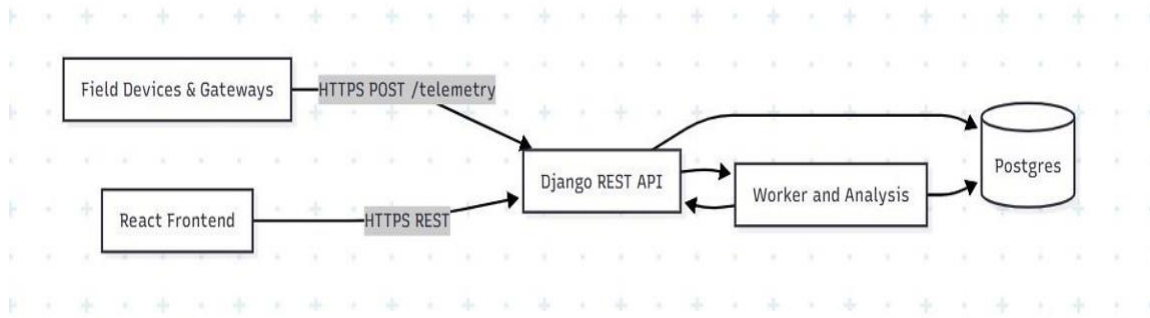 Field Devices & Gateways
HTTPS POST /telemetry
React Frontend
HTTPS REST
Django REST API
Worker and Analysis
Postgres